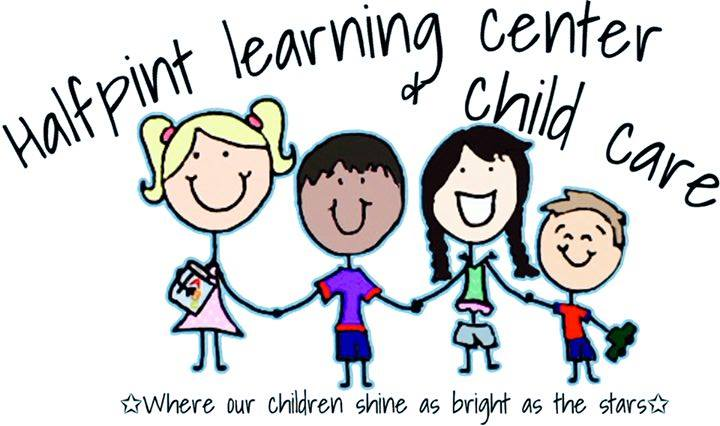 Halfpint learning center
& child care
☆Where our children shine as bright as the stars☆